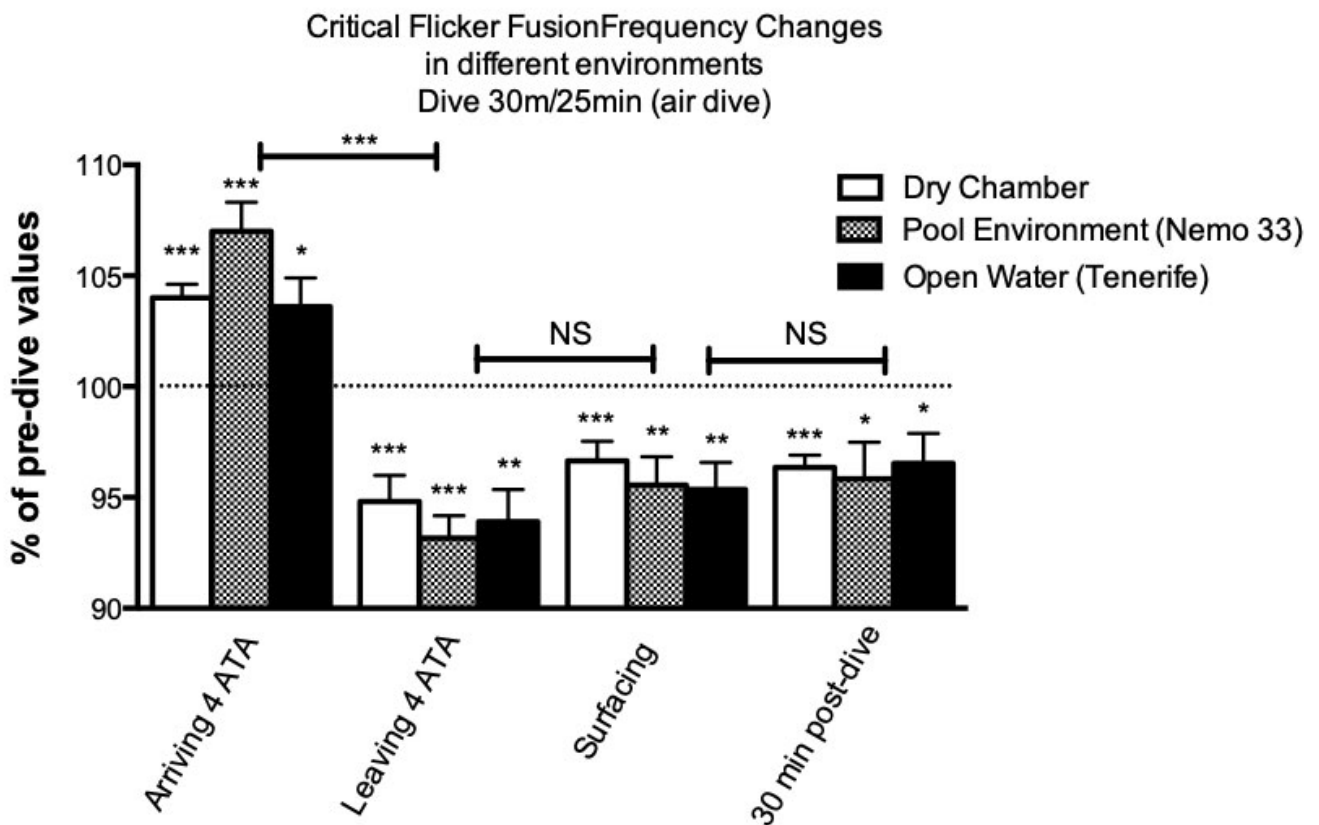 Critical Flicker FusionFrequency Changes
in different environments
Dive 30m/25min (air dive)
% of pre-dive values
110
105
100
95
90
***
***
***
*
NS
NS
***
***
**
***
**
**
***
*
*
Dry Chamber
Pool Environment (Nemo 33)
Open Water (Tenerife)
Arriving 4 ATA
Leaving 4 ATA
Surfacing
30 min post-dive